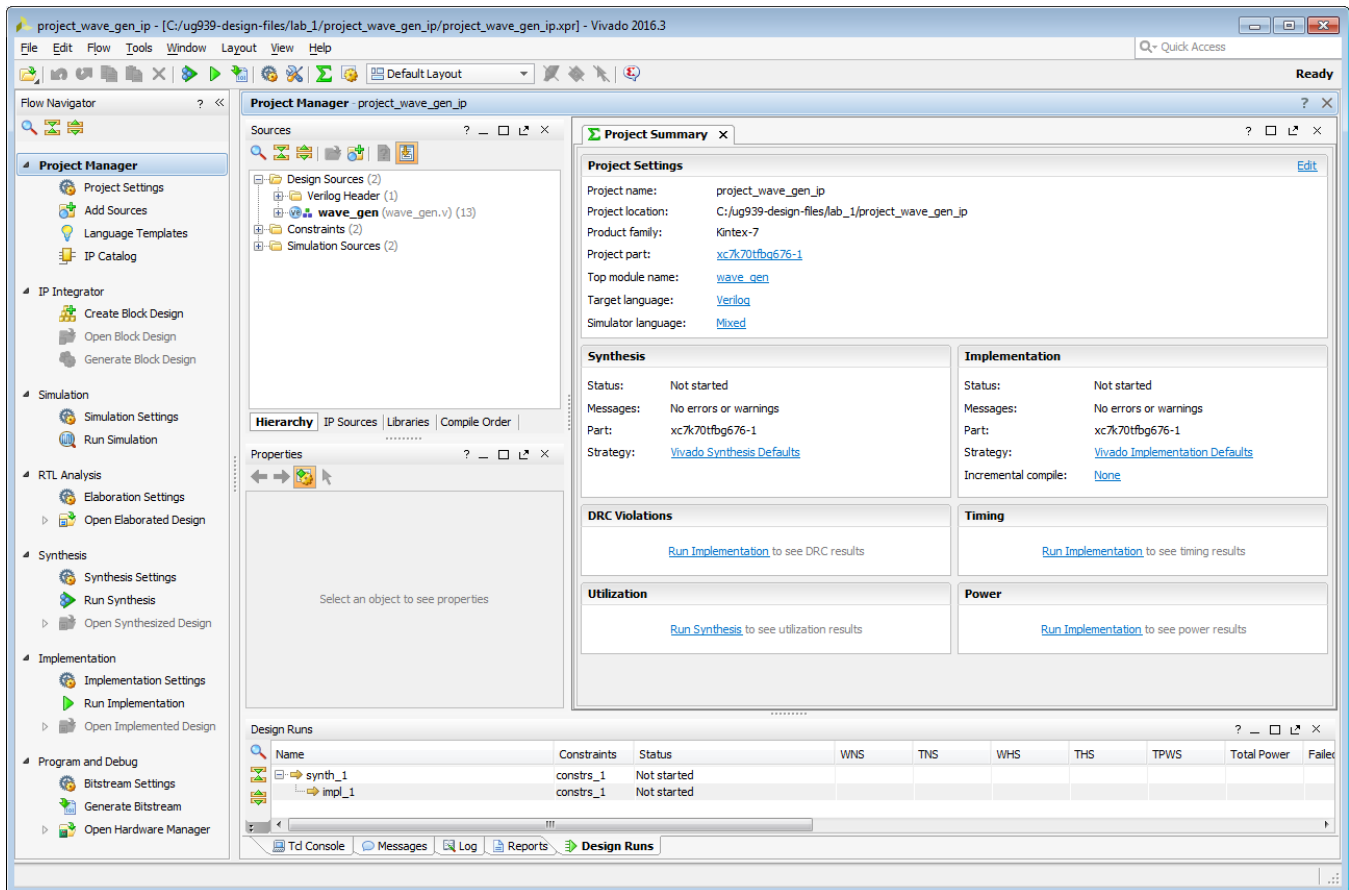 project_wave_gen_ip - [C:/ug939-design-files/lab_1/project_wave_gen_ip/project_wave_gen_ip.xpr] - Vivado 2016.3
File Edit Flow Tools Window Layout View Help
Quick Access
Default Layout
Ready
Flow Navigator
Project Manager
Project Settings
Add Sources
Language Templates
IP Catalog
IP Integrator
Create Block Design
Open Block Design
Generate Block Design
Simulation
Simulation Settings
Run Simulation
RTL Analysis
Elaboration Settings
Open Elaborated Design
Synthesis
Synthesis Settings
Run Synthesis
Open Synthesized Design
Implementation
Implementation Settings
Run Implementation
Open Implemented Design
Program and Debug
Bitstream Settings
Generate Bitstream
Open Hardware Manager
Project Manager - project_wave_gen_ip
Sources
Design Sources (2)
Verilog Header (1)
wave_gen (wave_gen.v) (13)
Constraints (2)
Simulation Sources (2)
Hierarchy IP Sources Libraries Compile Order
Properties
Select an object to see properties
Project Summary
Project Settings Edit
Project name: project_wave_gen_ip
Project location: C:/ug939-design-files/lab_1/project_wave_gen_ip
Product family: Kintex-7
Project part: xc7k70tfbg676-1
Top module name: wave_gen
Target language: Verilog
Simulator language: Mixed
Synthesis
Status: Not started
Messages: No errors or warnings
Part: xc7k70tfbg676-1
Strategy: Vivado Synthesis Defaults
Implementation
Status: Not started
Messages: No errors or warnings
Part: xc7k70tfbg676-1
Strategy: Vivado Implementation Defaults
Incremental compile: None
DRC Violations
Run Implementation to see DRC results
Timing
Run Implementation to see timing results
Utilization
Run Synthesis to see utilization results
Power
Run Implementation to see power results
Design Runs
Name Constraints Status WNS TNS WHS THS TPWS Total Power Failed
synth_1 constrs_1 Not started
impl_1 constrs_1 Not started
Tcl Console Messages Log Reports Design Runs